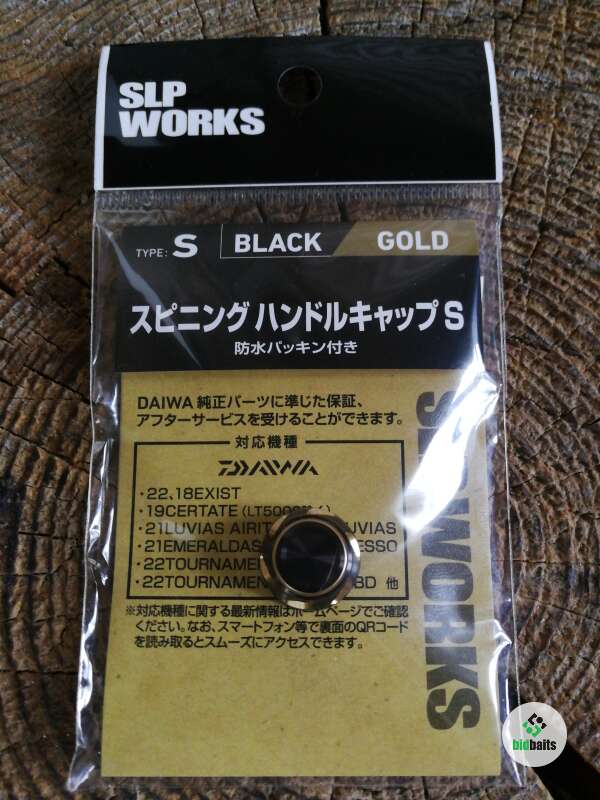 SLP
WORKS
TYPE: S BLACK GOLD
スピニング ハンドルキャップ S
防水パッキン付き
DAIWA 純正パーツに準じた保証、
アフターサービスを受けることができます。
対応機種
DAIWA
・22、18EXIST
・19CERTATE
・21LUVIAS UVIAS
・21EMERALDAS
・22TOURNAMEN
・22TOURNAMEN BD 他
※対応機種に関する最新情報はホームページでご確認
ください。なお、スマートフォン等で裏面のQRコード
を読み取るとスムーズにアクセスできます。
SLPWORKS
bidbaits